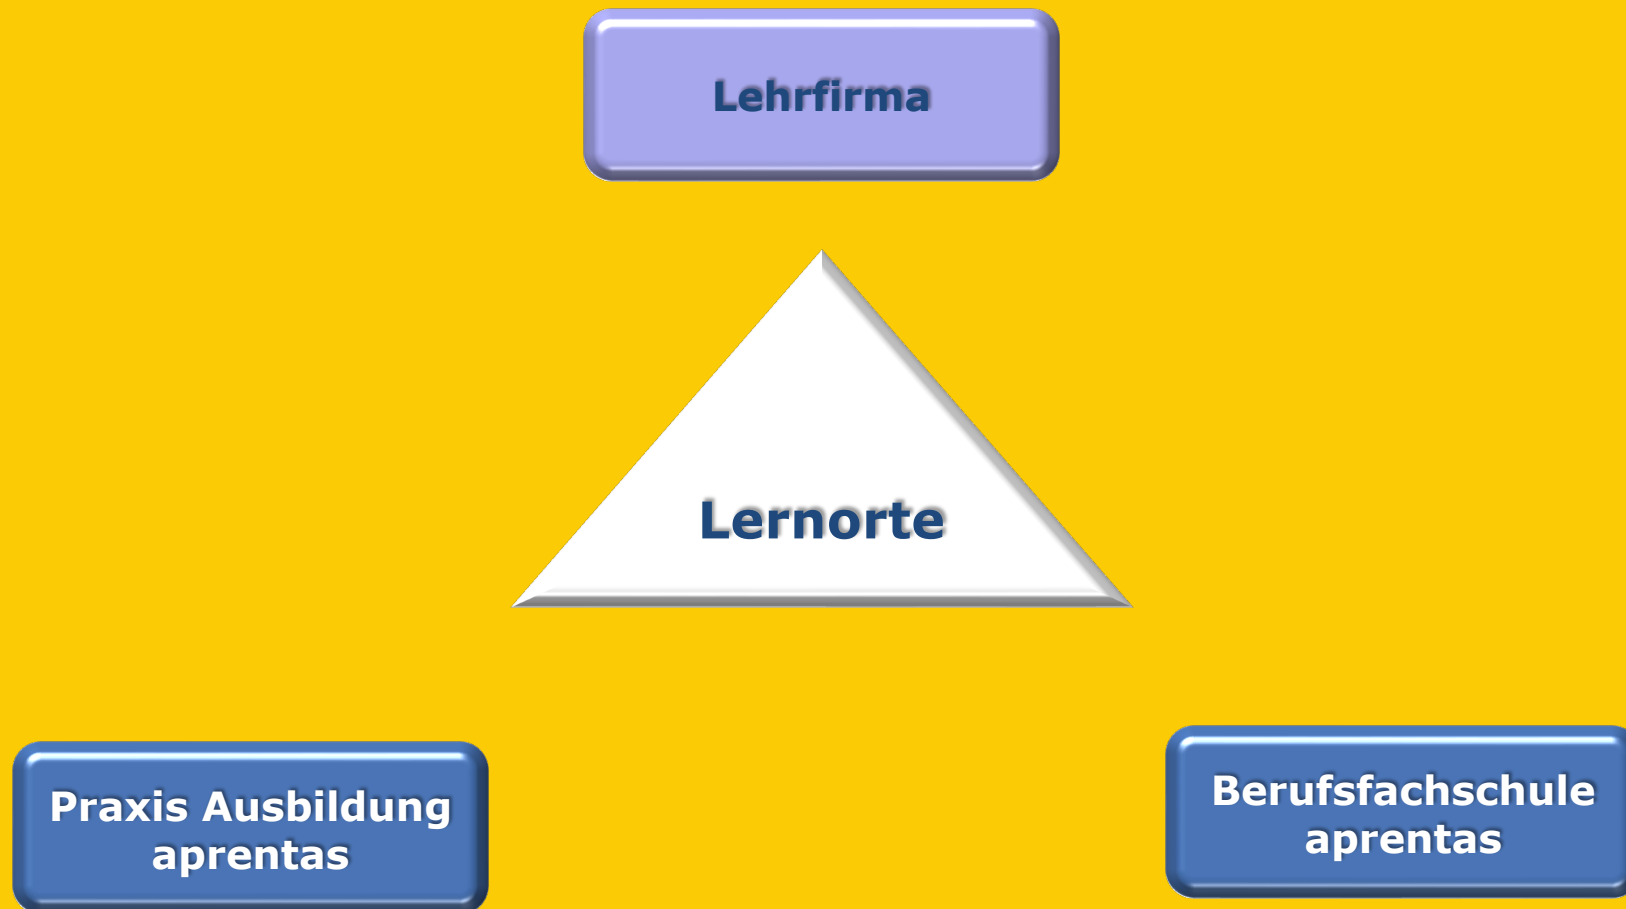 Lehrfirma
Lernorte
Praxis Ausbildung
aprentas
Berufsfachschule
aprentas